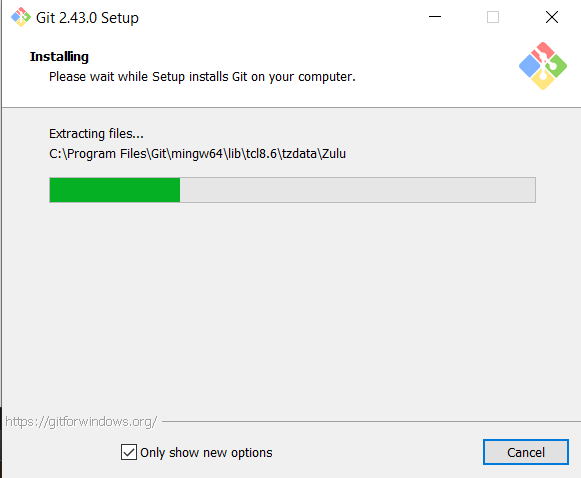 Git 2.43.0 Setup
Installing
Please wait while Setup installs Git on your computer.
Extracting files...
C:\Program Files\Git\mingw64\lib\tcl8.6\tzdata\Zulu
https://gitforwindows.org/
Only show new options
Cancel